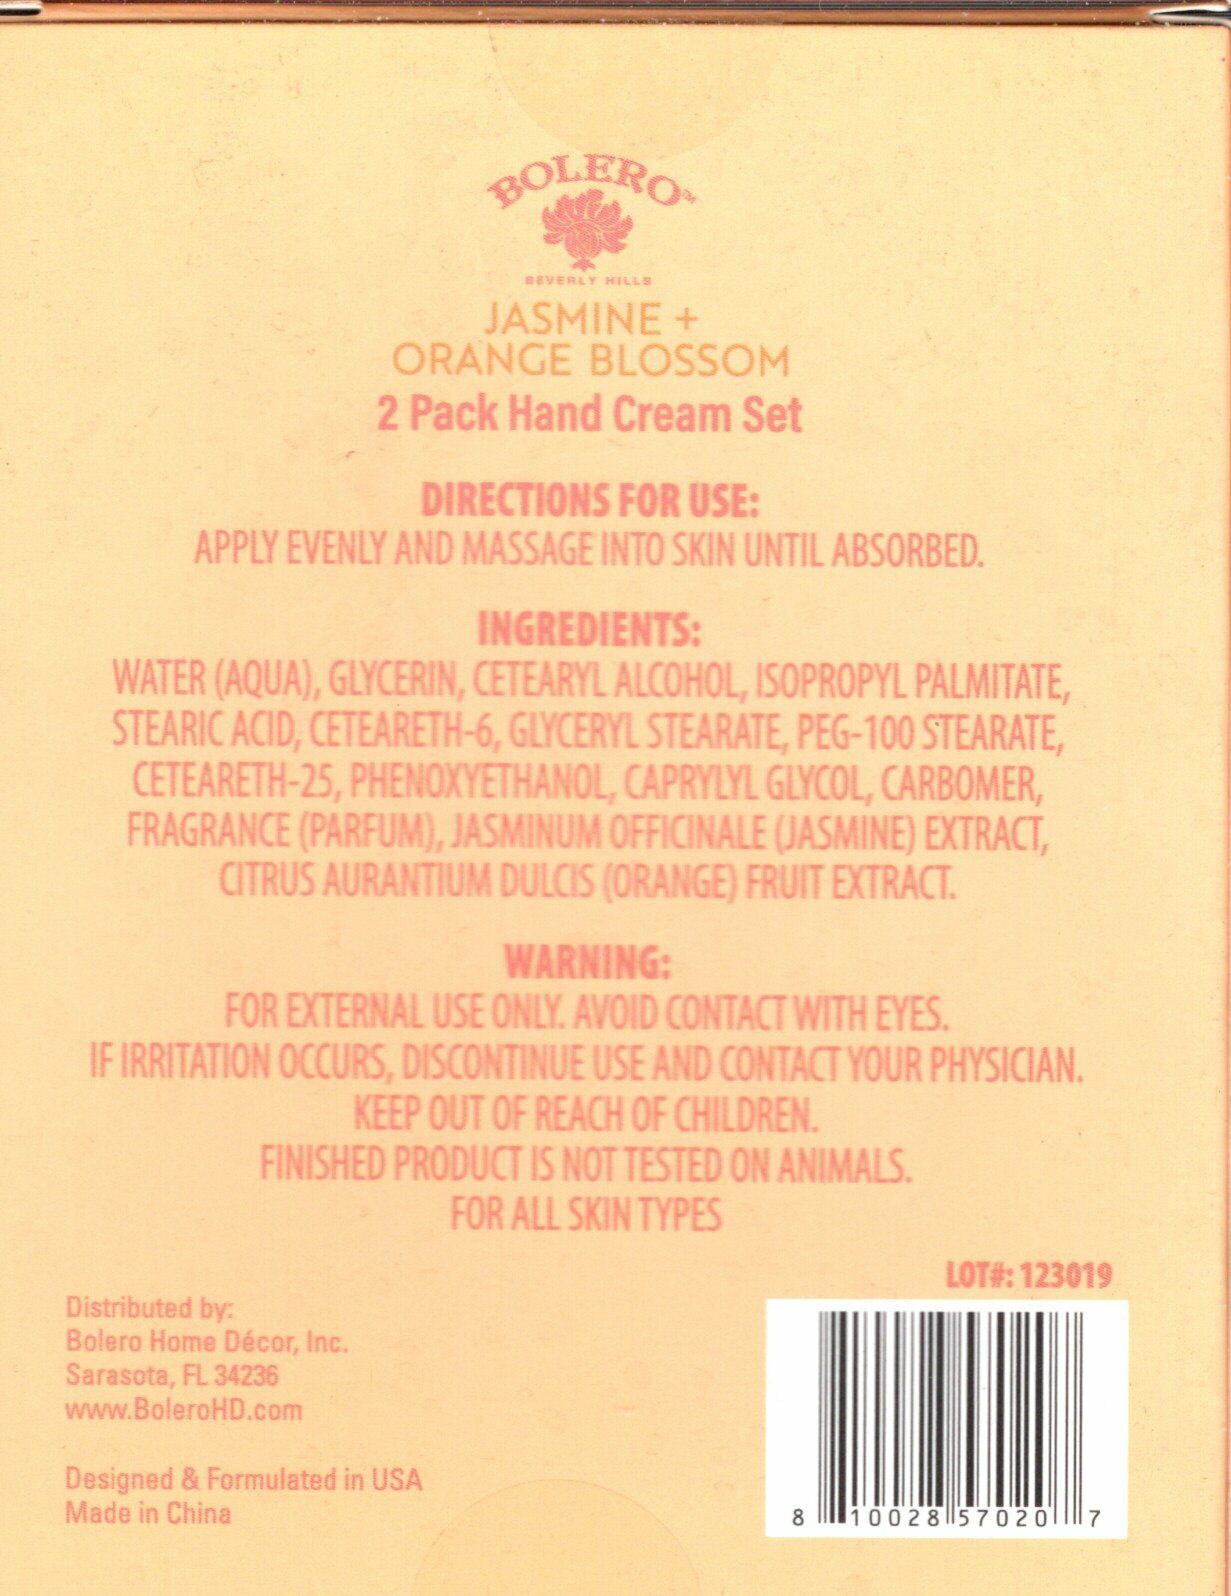 BOLERO™
BEVERLY HILLS
JASMINE +
ORANGE BLOSSOM
2 Pack Hand Cream Set
DIRECTIONS FOR USE:
APPLY EVENLY AND MASSAGE INTO SKIN UNTIL ABSORBED.
INGREDIENTS:
WATER (AQUA), GLYCERIN, CETEARYL ALCOHOL, ISOPROPYL PALMITATE,
STEARIC ACID, CETEARETH-6, GLYCERYL STEARATE, PEG-100 STEARATE,
CETEARETH-25, PHENOXYETHANOL, CAPRYLYL GLYCOL, CARBOMER,
FRAGRANCE (PARFUM), JASMINUM OFFICINALE (JASMINE) EXTRACT,
CITRUS AURANTIUM DULCIS (ORANGE) FRUIT EXTRACT.
WARNING:
FOR EXTERNAL USE ONLY. AVOID CONTACT WITH EYES.
IF IRRITATION OCCURS, DISCONTINUE USE AND CONTACT YOUR PHYSICIAN.
KEEP OUT OF REACH OF CHILDREN.
FINISHED PRODUCT IS NOT TESTED ON ANIMALS.
FOR ALL SKIN TYPES
LOT#: 123019
Distributed by:
Bolero Home Décor, Inc.
Sarasota, FL 34236
www.BoleroHD.com
Designed & Formulated in USA
Made in China
8 10028 57020 7